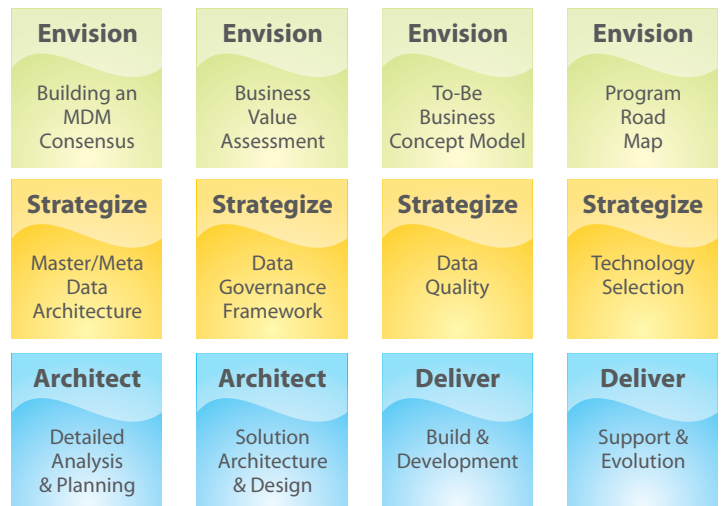 Envision
Building an
MDM
Consensus
Envision
Business
Value
Assessment
Envision
To-Be
Business
Concept Model
Envision
Program
Road
Map
Strategize
Master/Meta
Data
Architecture
Strategize
Data
Governance
Framework
Strategize
Data
Quality
Strategize
Technology
Selection
Architect
Detailed
Analysis
& Planning
Architect
Solution
Architecture
& Design
Deliver
Build &
Development
Deliver
Support &
Evolution